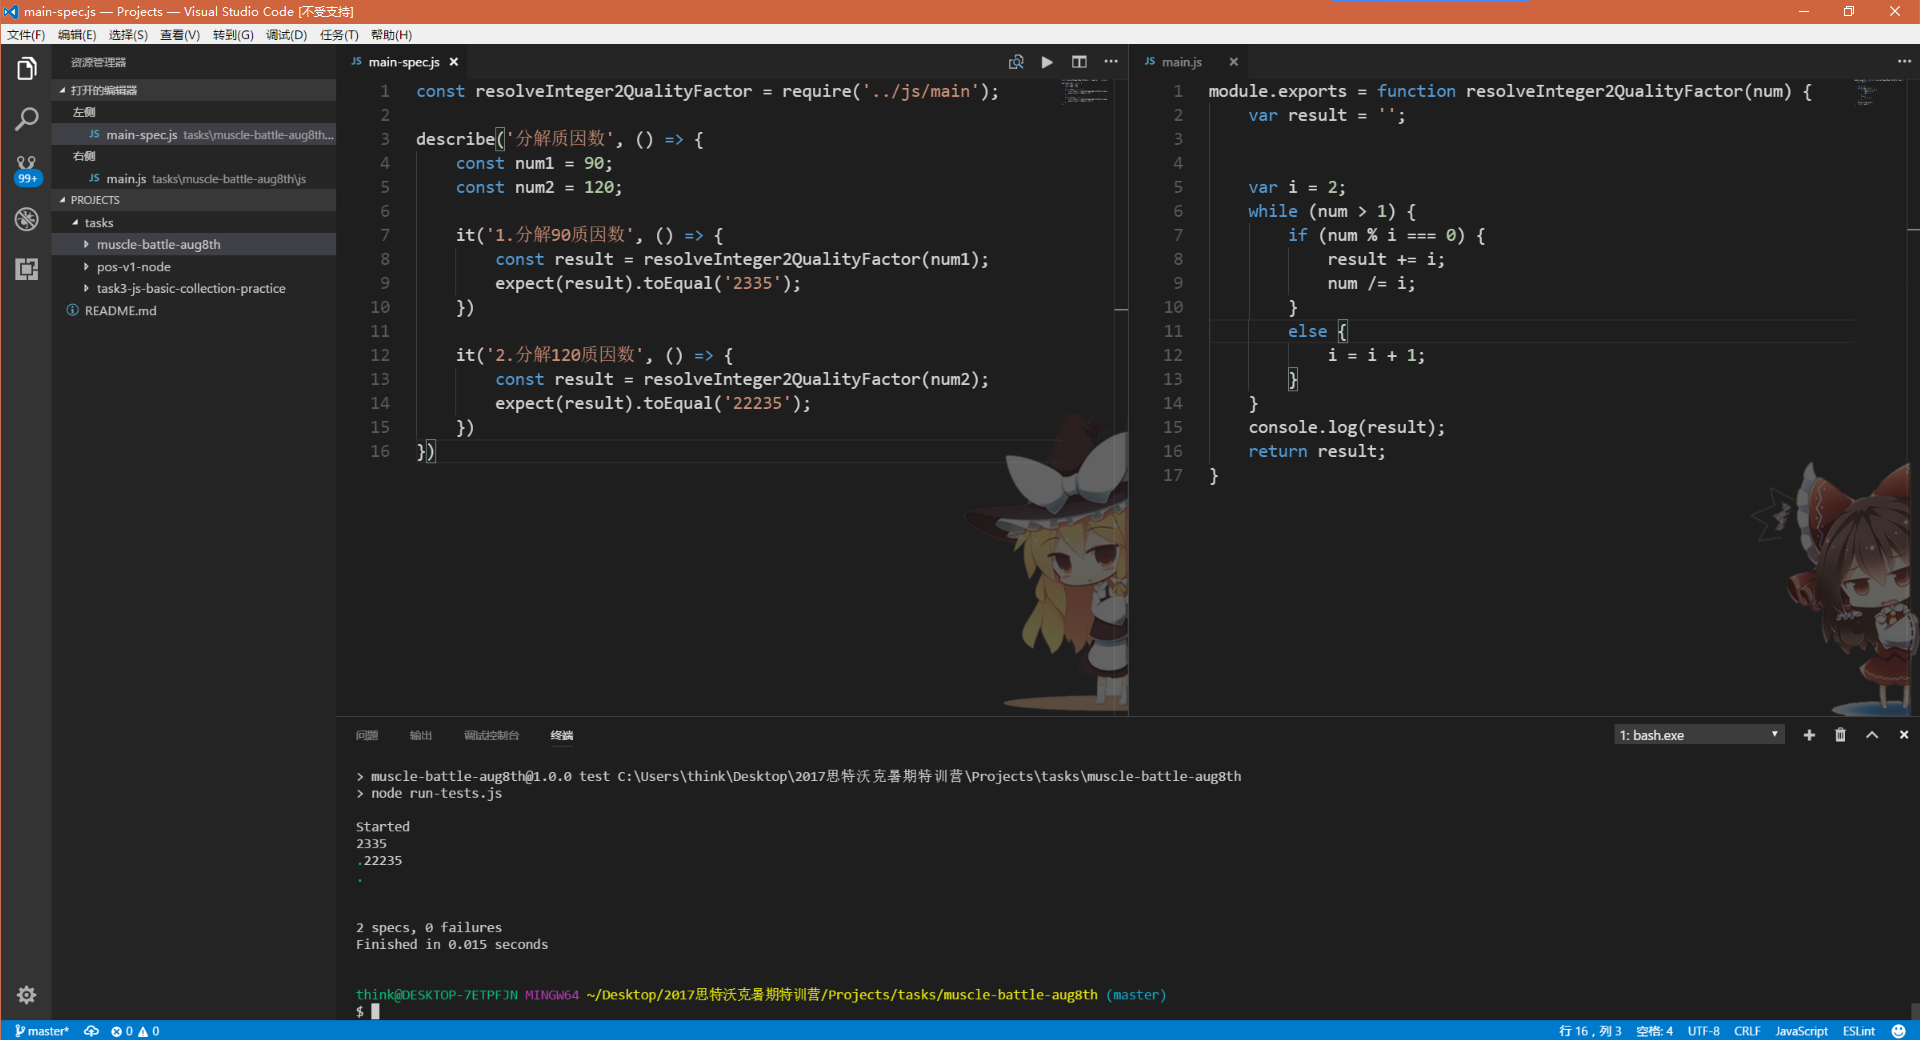 main-spec.js — Projects — Visual Studio Code [不受支持]
文件(F) 编辑(E) 选择(S) 查看(V) 转到(G) 调试(D) 任务(T) 帮助(H)
资源管理器
打开的编辑器
左侧
JS main-spec.js tasks\muscle-battle-aug8th...
右侧
JS main.js tasks\muscle-battle-aug8th\js
99+
PROJECTS
tasks
muscle-battle-aug8th
pos-v1-node
task3-js-basic-collection-practice
README.md
JS main-spec.js
1 const resolveInteger2QualityFactor = require('../js/main');
2
3 describe('分解质因数', () => {
4     const num1 = 90;
5     const num2 = 120;
6
7     it('1.分解90质因数', () => {
8         const result = resolveInteger2QualityFactor(num1);
9         expect(result).toEqual('2335');
10     })
11
12     it('2.分解120质因数', () => {
13         const result = resolveInteger2QualityFactor(num2);
14         expect(result).toEqual('22235');
15     })
16 })
JS main.js
1 module.exports = function resolveInteger2QualityFactor(num) {
2     var result = '';
3
4
5     var i = 2;
6     while (num > 1) {
7         if (num % i === 0) {
8             result += i;
9             num /= i;
10         }
11         else {
12             i = i + 1;
13         }
14     }
15     console.log(result);
16     return result;
17 }
问题 输出 调试控制台 终端
1: bash.exe
> muscle-battle-aug8th@1.0.0 test C:\Users\think\Desktop\2017思特沃克暑期特训营\Projects\tasks\muscle-battle-aug8th
> node run-tests.js
Started
2335
.22235
.
2 specs, 0 failures
Finished in 0.015 seconds
think@DESKTOP-7ETPFJN MINGW64 ~/Desktop/2017思特沃克暑期特训营/Projects/tasks/muscle-battle-aug8th (master)
$
master* 0 0 行 16，列 3 空格: 4 UTF-8 CRLF JavaScript ESLint